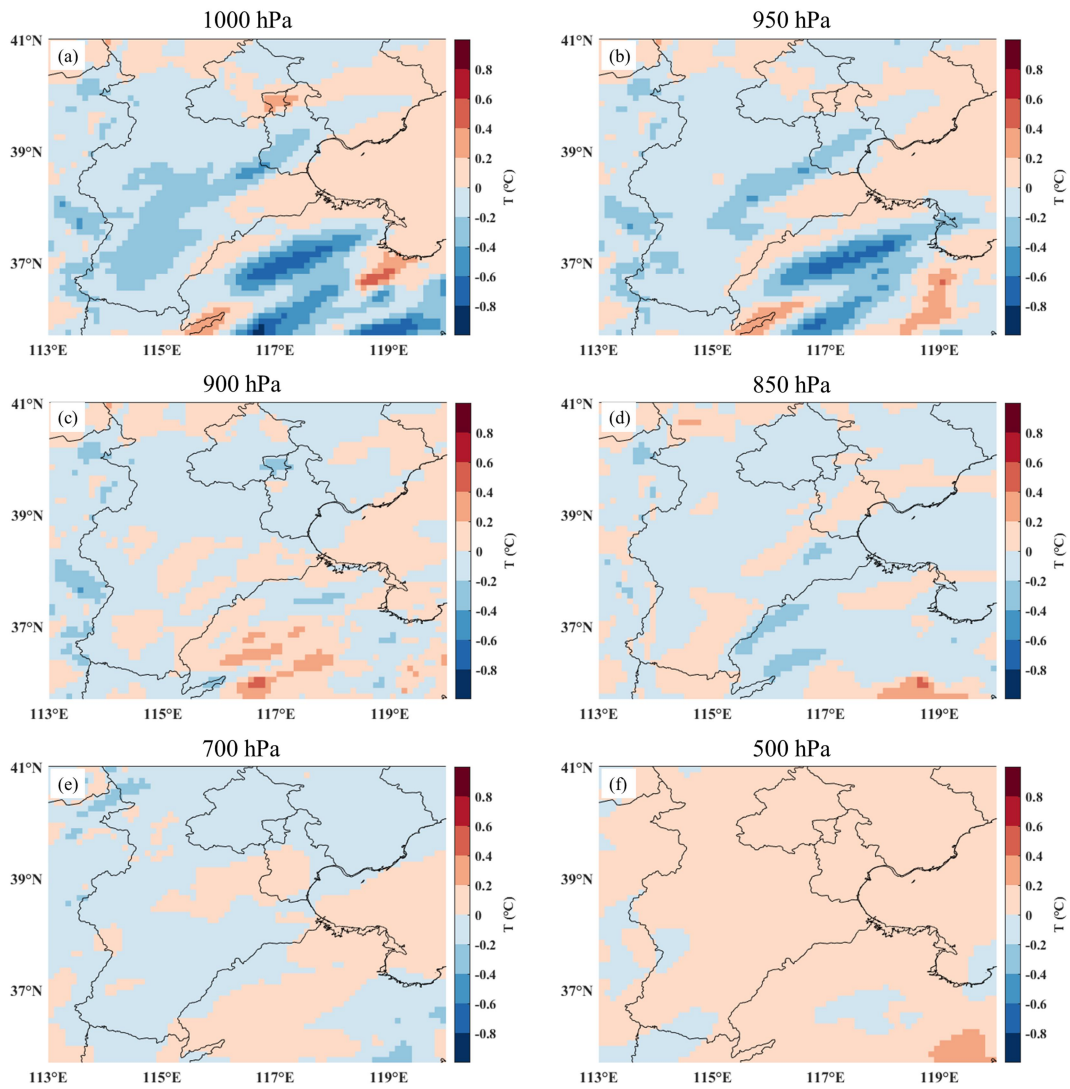 1000 hPa
(a)
41°N
39°N
37°N
113°E 115°E 117°E 119°E
0.8
0.6
0.4
0.2
0
-0.2
-0.4
-0.6
-0.8
T (°C)
950 hPa
(b)
41°N
39°N
37°N
113°E 115°E 117°E 119°E
0.8
0.6
0.4
0.2
0
-0.2
-0.4
-0.6
-0.8
T (°C)
900 hPa
(c)
41°N
39°N
37°N
113°E 115°E 117°E 119°E
0.8
0.6
0.4
0.2
0
-0.2
-0.4
-0.6
-0.8
T (°C)
850 hPa
(d)
41°N
39°N
37°N
113°E 115°E 117°E 119°E
0.8
0.6
0.4
0.2
0
-0.2
-0.4
-0.6
-0.8
T (°C)
700 hPa
(e)
41°N
39°N
37°N
113°E 115°E 117°E 119°E
0.8
0.6
0.4
0.2
0
-0.2
-0.4
-0.6
-0.8
T (°C)
500 hPa
(f)
41°N
39°N
37°N
113°E 115°E 117°E 119°E
0.8
0.6
0.4
0.2
0
-0.2
-0.4
-0.6
-0.8
T (°C)